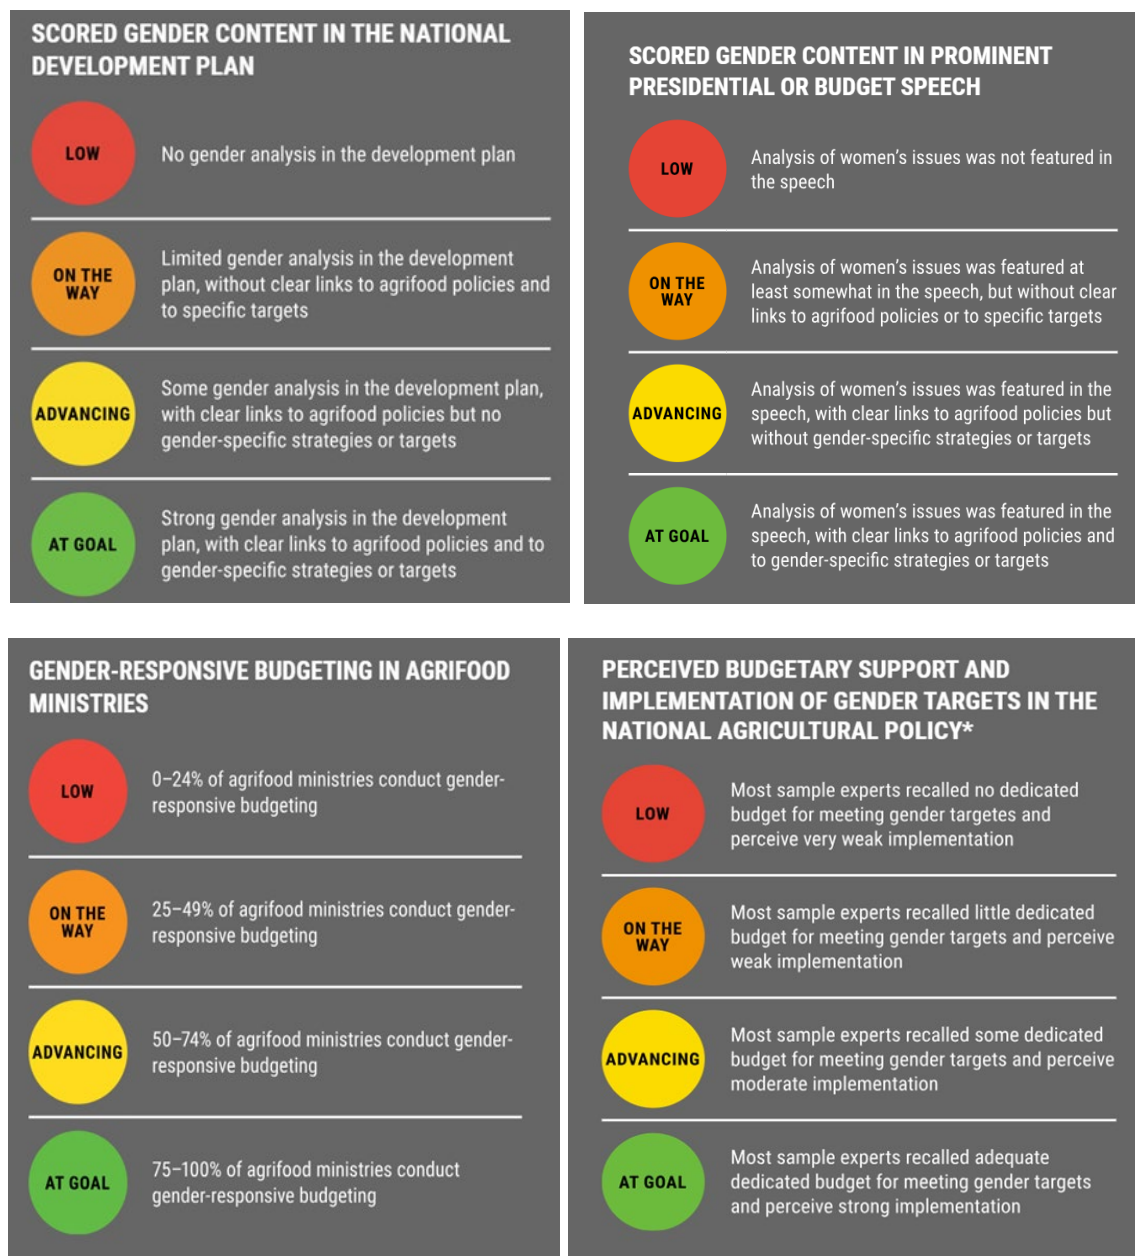 SCORED GENDER CONTENT IN THE NATIONAL
DEVELOPMENT PLAN
LOW
No gender analysis in the development plan
ON THE
WAY
Limited gender analysis in the development
plan, without clear links to agrifood policies and
to specific targets
ADVANCING
Some gender analysis in the development plan,
with clear links to agrifood policies but no
gender-specific strategies or targets
AT GOAL
Strong gender analysis in the development
plan, with clear links to agrifood policies and to
gender-specific strategies or targets
SCORED GENDER CONTENT IN PROMINENT
PRESIDENTIAL OR BUDGET SPEECH
LOW
Analysis of women's issues was not featured in
the speech
ON THE
WAY
Analysis of women's issues was featured at
least somewhat in the speech, but without clear
links to agrifood policies or to specific targets
ADVANCING
Analysis of women's issues was featured in the
speech, with clear links to agrifood policies but
without gender-specific strategies or targets
AT GOAL
Analysis of women's issues was featured in the
speech, with clear links to agrifood policies and
to gender-specific strategies or targets
GENDER-RESPONSIVE BUDGETING IN AGRIFOOD
MINISTRIES
LOW
0–24% of agrifood ministries conduct gender-
responsive budgeting
ON THE
WAY
25–49% of agrifood ministries conduct gender-
responsive budgeting
ADVANCING
50–74% of agrifood ministries conduct gender-
responsive budgeting
AT GOAL
75–100% of agrifood ministries conduct
gender-responsive budgeting
PERCEIVED BUDGETARY SUPPORT AND
IMPLEMENTATION OF GENDER TARGETS IN THE
NATIONAL AGRICULTURAL POLICY*
LOW
Most sample experts recalled no dedicated
budget for meeting gender targetes and
perceive very weak implementation
ON THE
WAY
Most sample experts recalled little dedicated
budget for meeting gender targets and perceive
weak implementation
ADVANCING
Most sample experts recalled some dedicated
budget for meeting gender targets and perceive
moderate implementation
AT GOAL
Most sample experts recalled adequate
dedicated budget for meeting gender targets
and perceive strong implementation